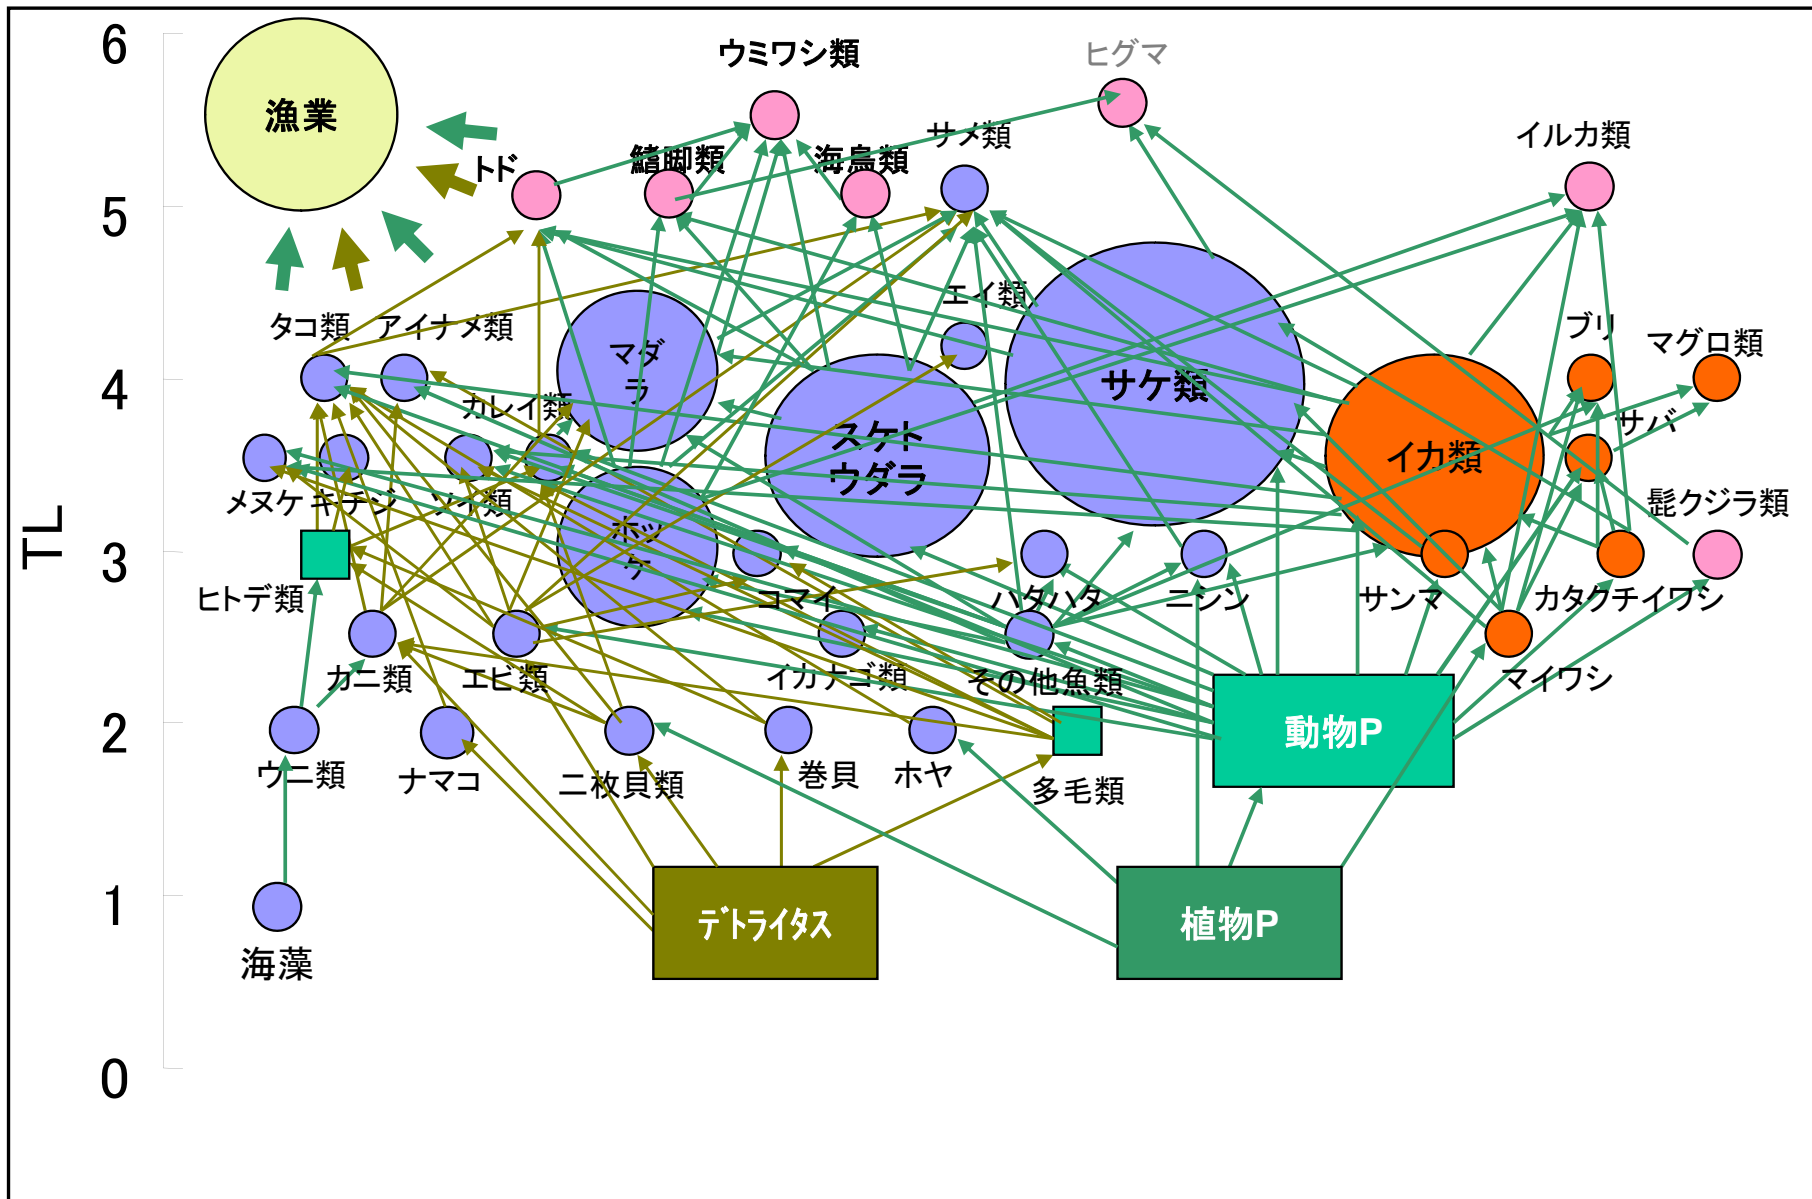 6
ウミワシ類
ヒグマ
漁業
サメ類
イルカ類
トド
鰭脚類
海鳥類
5
エイ類
タコ類
アイナメ類
ブリ
マグロ類
マダ
ラ
4
サケ類
カレイ類
サバ
スケト
ウダラ
イカ類
メヌケ
キチジ
ソイ類
髭クジラ類
TL
ホッ
ケ
3
ヒトデ類
コマイ
ハタハタ
ニシン
サンマ
カタクチイワシ
カニ類
エビ類
イカナゴ類
その他魚類
マイワシ
2
動物P
ウニ類
ナマコ
二枚貝類
巻貝
ホヤ
多毛類
1
デトライタス
植物P
海藻
0